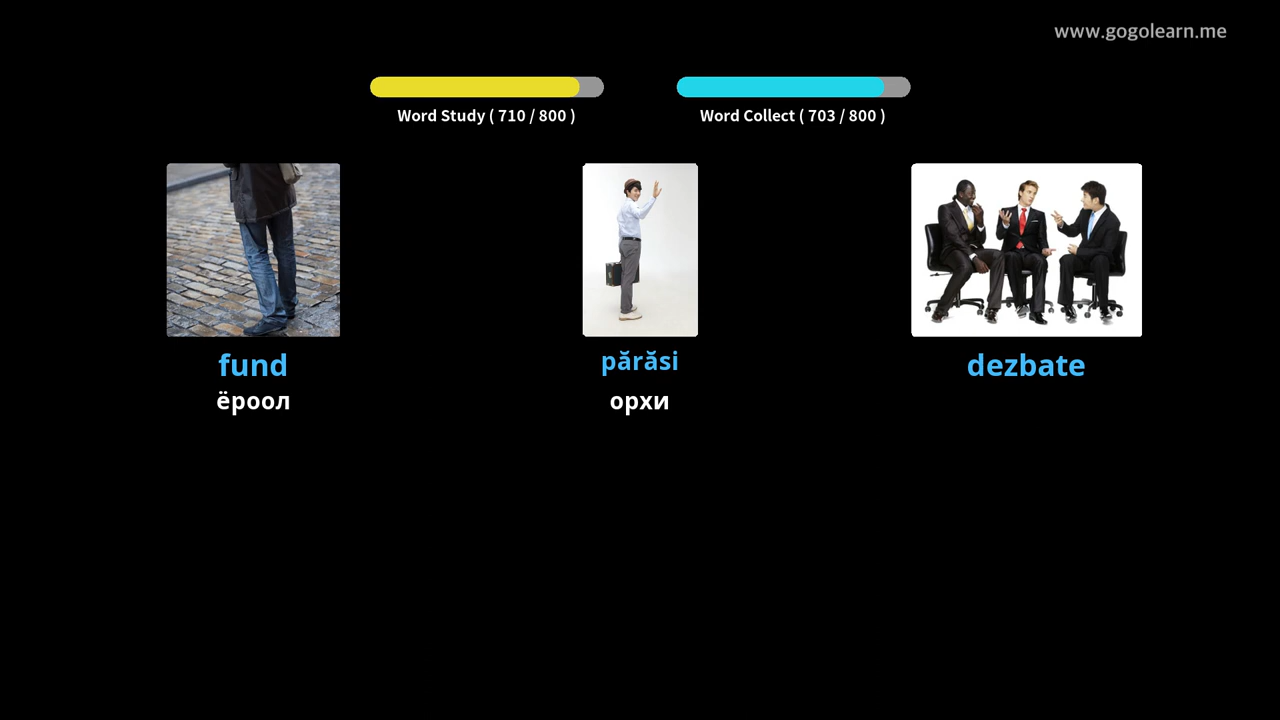 www.gogolearn.me
Word Study ( 710 / 800 )
Word Collect ( 703 / 800 )
fund
părăsi
dezbate
ёроол
орхи